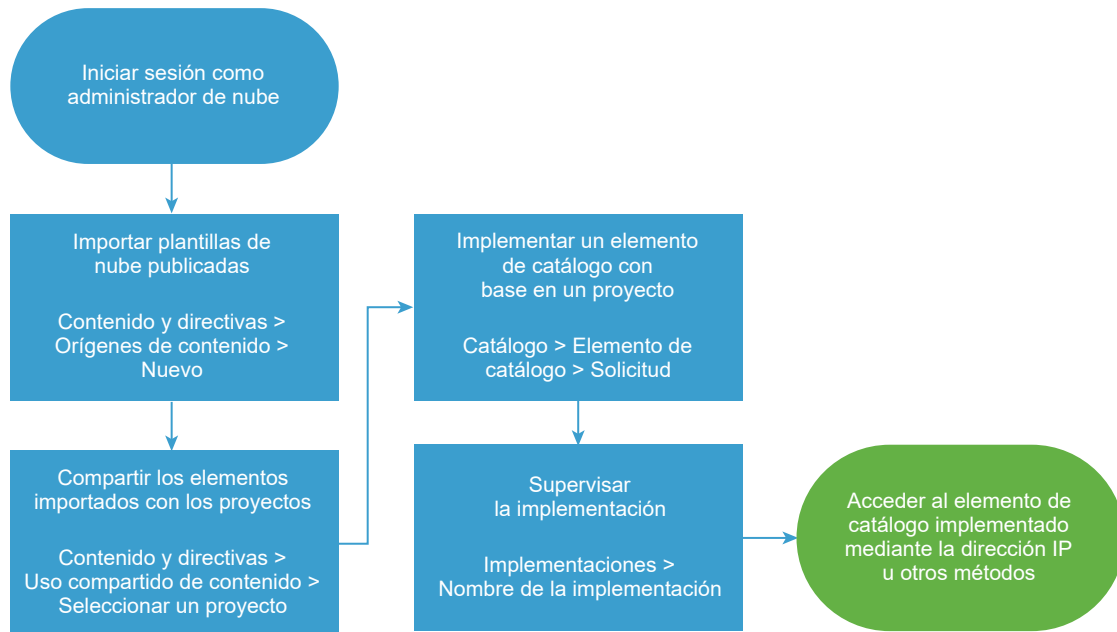 Iniciar sesión como
administrador de nube
Importar plantillas de
nube publicadas
Contenido y directivas >
Orígenes de contenido >
Nuevo
Compartir los elementos
importados con los proyectos
Contenido y directivas >
Uso compartido de contenido >
Seleccionar un proyecto
Implementar un elemento
de catálogo con
base en un proyecto
Catálogo > Elemento de
catálogo > Solicitud
Supervisar
la implementación
Implementaciones >
Nombre de la implementación
Acceder al elemento de
catálogo implementado
mediante la dirección IP
u otros métodos